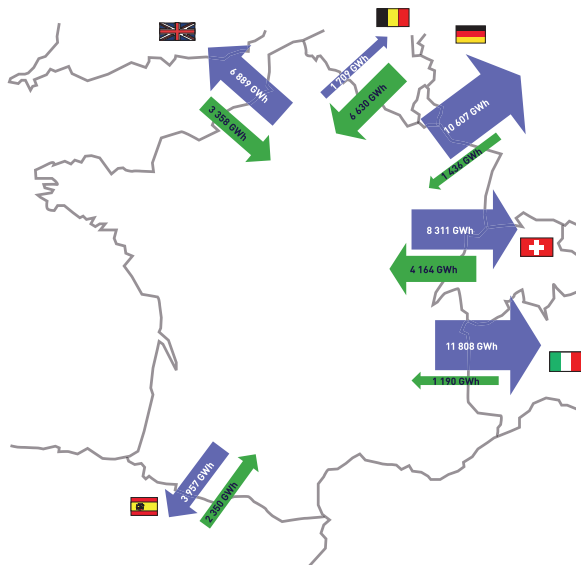 6 889 GWh
3 358 GWh
1 709 GWh
6 630 GWh
10 607 GWh
1 436 GWh
8 311 GWh
4 164 GWh
11 808 GWh
1 190 GWh
3 957 GWh
2 350 GWh